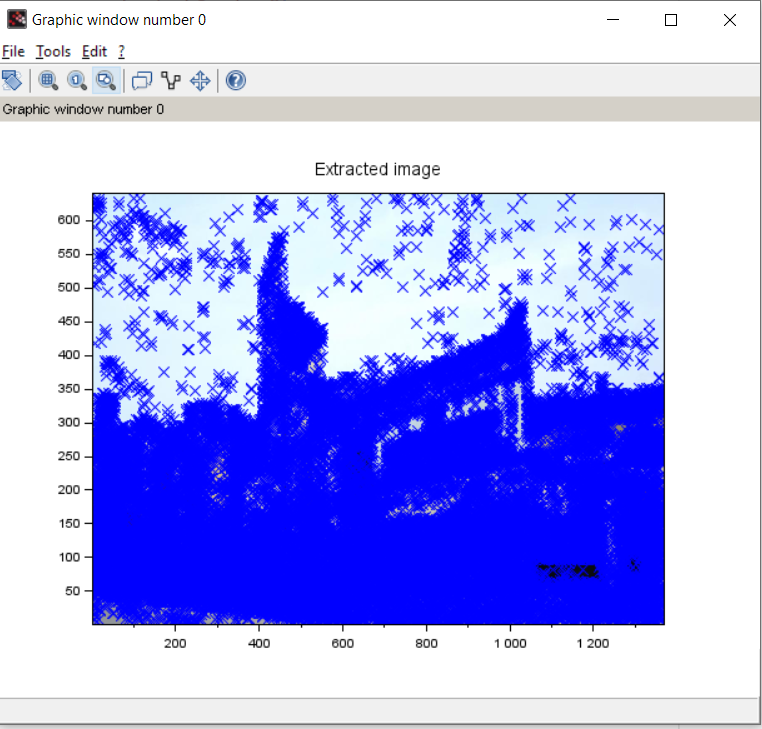 Graphic window number 0
File Tools Edit ?
Graphic window number 0
Extracted image
600
550
500
450
400
350
300
250
200
150
100
50
200 400 600 800 1 000 1 200